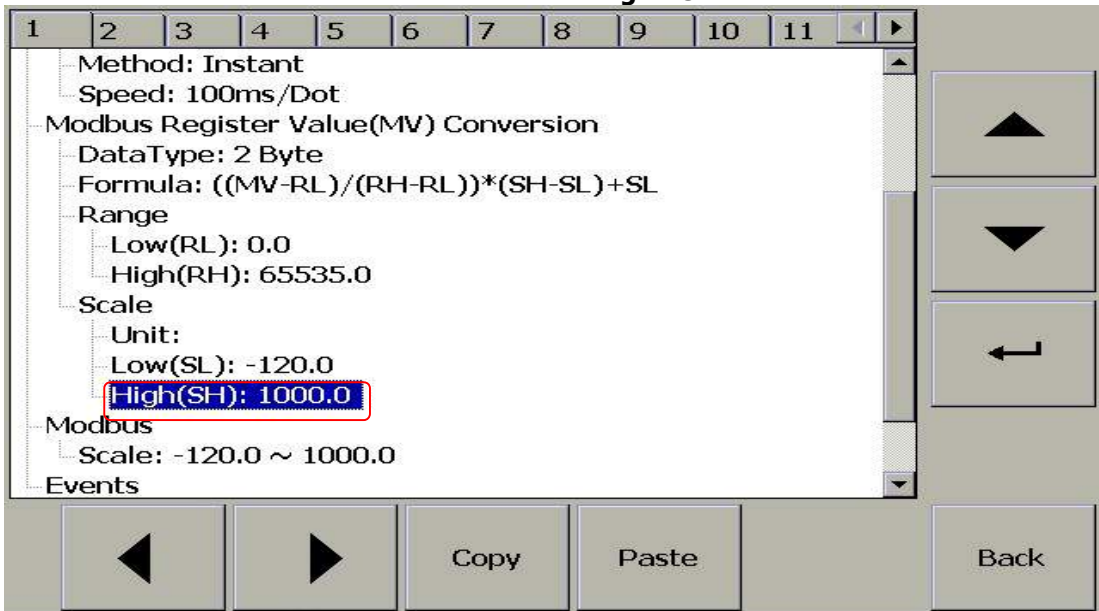 1 2 3 4 5 6 7 8 9 10 11
Method: Instant
Speed: 100ms/Dot
Modbus Register Value(MV) Conversion
DataType: 2 Byte
Formula: ((MV-RL)/(RH-RL))*(SH-SL)+SL
Range
Low(RL): 0.0
High(RH): 65535.0
Scale
Unit:
Low(SL): -120.0
High(SH): 1000.0
Modbus
Scale: -120.0 ~ 1000.0
Events
Copy Paste Back